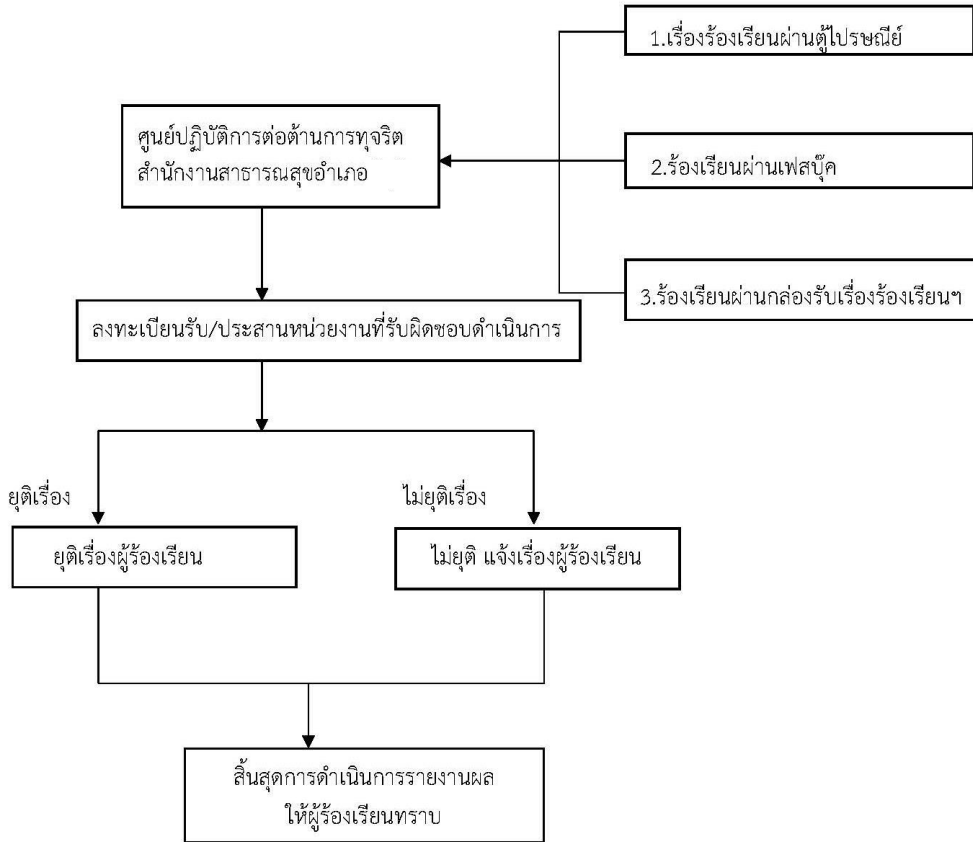 1.เรื่องร้องเรียนผ่านตู้ไปรษณีย์
ศูนย์ปฏิบัติการต่อต้านการทุจริต
สำนักงานสาธารณสุขอำเภอ
2.ร้องเรียนผ่านเฟสบุ๊ค
3.ร้องเรียนผ่านกล่องรับเรื่องร้องเรียนฯ
ลงทะเบียนรับ/ประสานหน่วยงานที่รับผิดชอบดำเนินการ
ยุติเรื่อง
ไม่ยุติเรื่อง
ยุติเรื่องผู้ร้องเรียน
ไม่ยุติ แจ้งเรื่องผู้ร้องเรียน
สิ้นสุดการดำเนินการรายงานผล
ให้ผู้ร้องเรียนทราบ